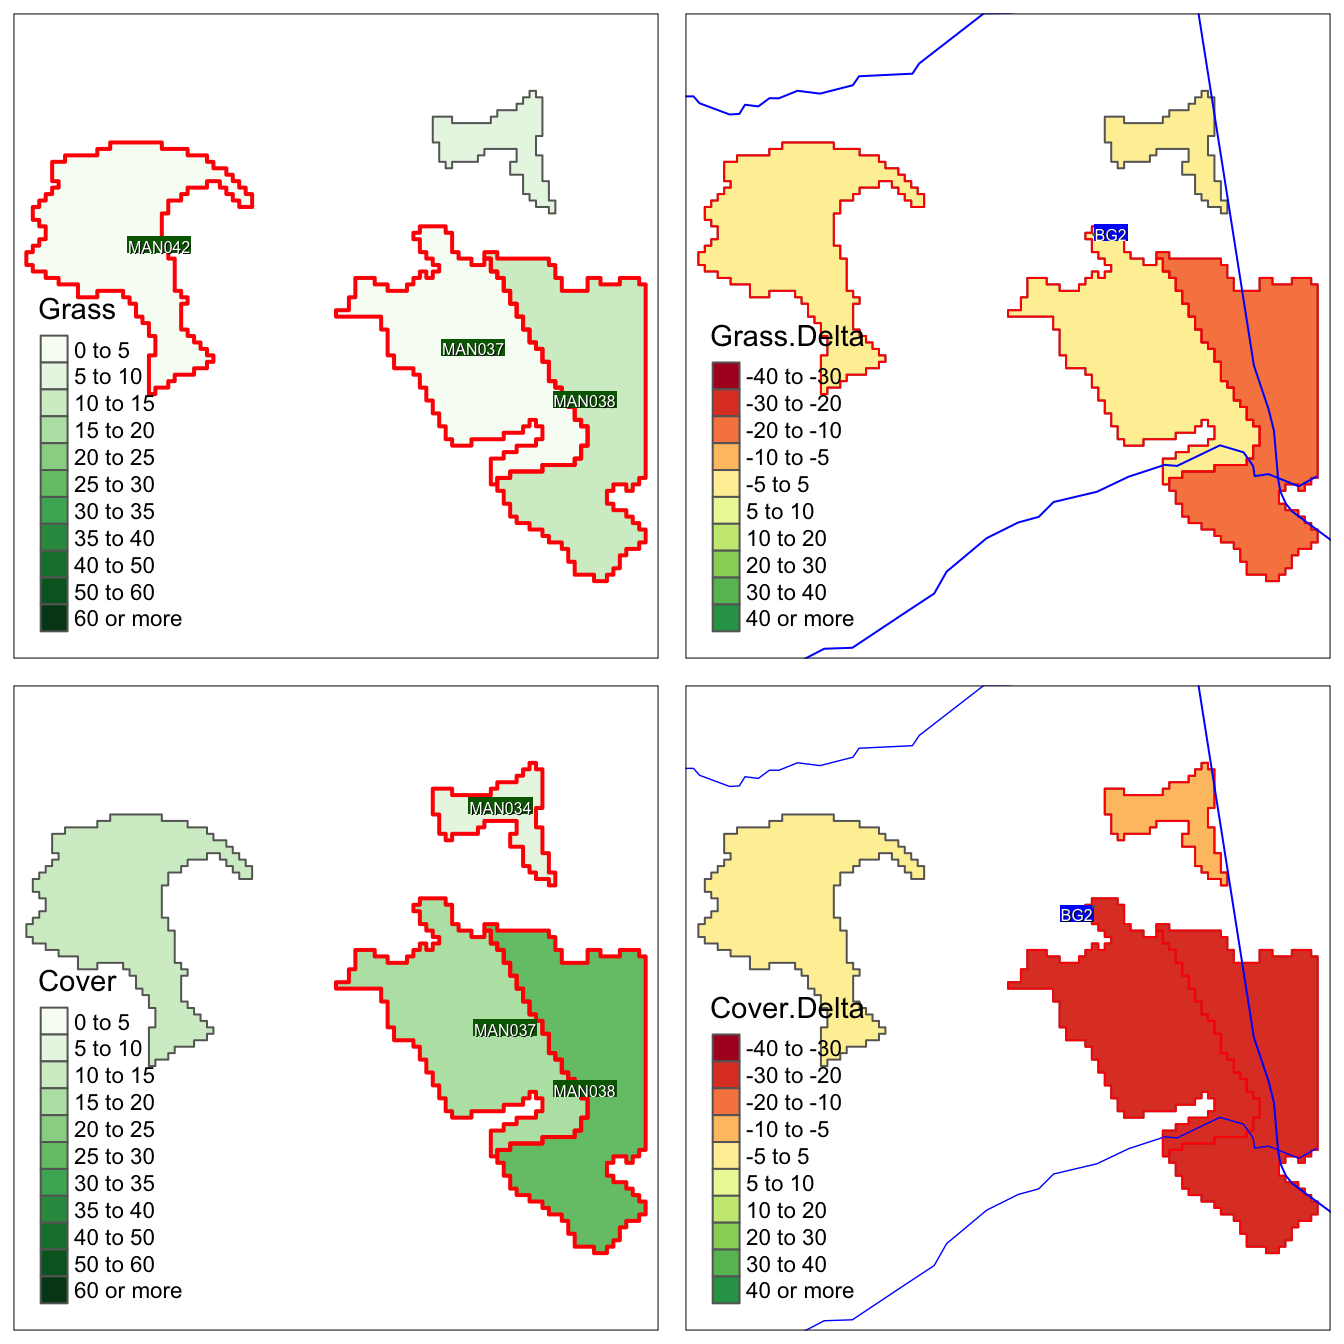 MAN042
MAN037
MAN038
Grass
0 to 5
5 to 10
10 to 15
15 to 20
20 to 25
25 to 30
30 to 35
35 to 40
40 to 50
50 to 60
60 or more
BG2
Grass.Delta
-40 to -30
-30 to -20
-20 to -10
-10 to -5
-5 to 5
5 to 10
10 to 20
20 to 30
30 to 40
40 or more
MAN034
MAN037
MAN038
Cover
0 to 5
5 to 10
10 to 15
15 to 20
20 to 25
25 to 30
30 to 35
35 to 40
40 to 50
50 to 60
60 or more
BG2
Cover.Delta
-40 to -30
-30 to -20
-20 to -10
-10 to -5
-5 to 5
5 to 10
10 to 20
20 to 30
30 to 40
40 or more